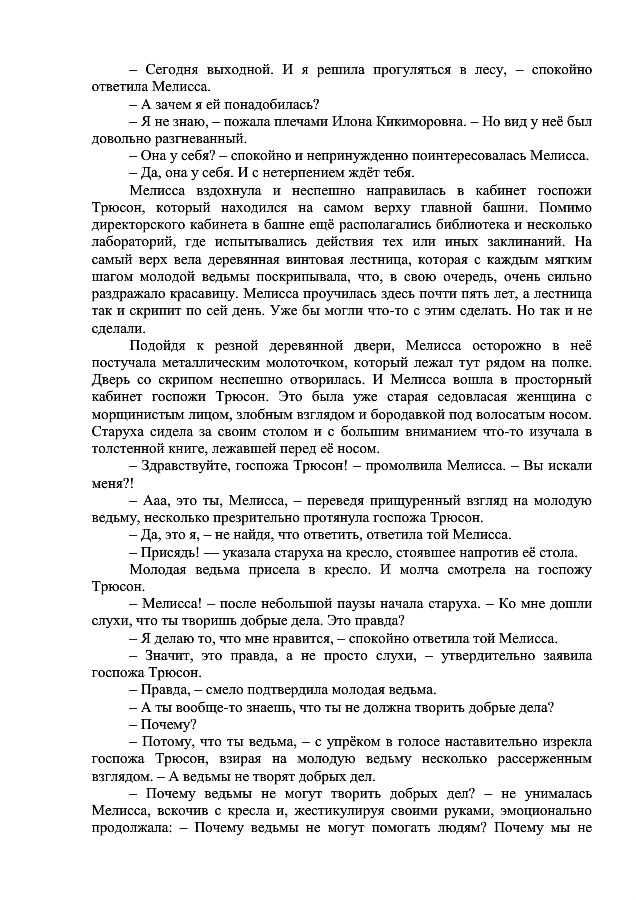 – Сегодня выходной. И я решила прогуляться в лесу, – спокойно
ответила Мелисса.
– А зачем я ей понадобилась?
– Я не знаю, – пожала плечами Илона Кикиморовна. – Но вид у неё был
довольно разгневанный.
– Она у себя? – спокойно и непринужденно поинтересовалась Мелисса.
– Да, она у себя. И с нетерпением ждёт тебя.
Мелисса вздохнула и неспешно направилась в кабинет госпожи
Трюсон, который находился на самом верху главной башни. Помимо
директорского кабинета в башне ещё располагались библиотека и несколько
лабораторий, где испытывались действия тех или иных заклинаний. На
самый верх вела деревянная винтовая лестница, которая с каждым мягким
шагом молодой ведьмы поскрипывала, что, в свою очередь, очень сильно
раздражало красавицу. Мелисса проучилась здесь почти пять лет, а лестница
так и скрипит по сей день. Уже бы могли что-то с этим сделать. Но так и не
сделали.
Подойдя к резной деревянной двери, Мелисса осторожно в неё
постучала металлическим молоточком, который лежал тут рядом на полке.
Дверь со скрипом неспешно отворилась. И Мелисса вошла в просторный
кабинет госпожи Трюсон. Это была уже старая седовласая женщина с
морщинистым лицом, злобным взглядом и бородавкой под волосатым носом.
Старуха сидела за своим столом и с большим вниманием что-то изучала в
толстенной книге, лежавшей перед её носом.
– Здравствуйте, госпожа Трюсон! – промолвила Мелисса. – Вы искали
меня?!
– Ааа, это ты, Мелисса, – переведя прищуренный взгляд на молодую
ведьму, несколько презрительно протянула госпожа Трюсон.
– Да, это я, – не найдя, что ответить, ответила той Мелисса.
– Присядь! — указала старуха на кресло, стоявшее напротив её стола.
Молодая ведьма присела в кресло. И молча смотрела на госпожу
Трюсон.
– Мелисса! – после небольшой паузы начала старуха. – Ко мне дошли
слухи, что ты творишь добрые дела. Это правда?
– Я делаю то, что мне нравится, – спокойно ответила той Мелисса.
– Значит, это правда, а не просто слухи, – утвердительно заявила
госпожа Трюсон.
– Правда, – смело подтвердила молодая ведьма.
– А ты вообще-то знаешь, что ты не должна творить добрые дела?
– Почему?
– Потому, что ты ведьма, – с упрёком в голосе наставительно изрекла
госпожа Трюсон, взирая на молодую ведьму несколько рассерженным
взглядом. – А ведьмы не творят добрых дел.
– Почему ведьмы не могут творить добрых дел? – не унималась
Мелисса, вскочив с кресла и, жестикулируя своими руками, эмоционально
продолжала: – Почему ведьмы не могут помогать людям? Почему мы не